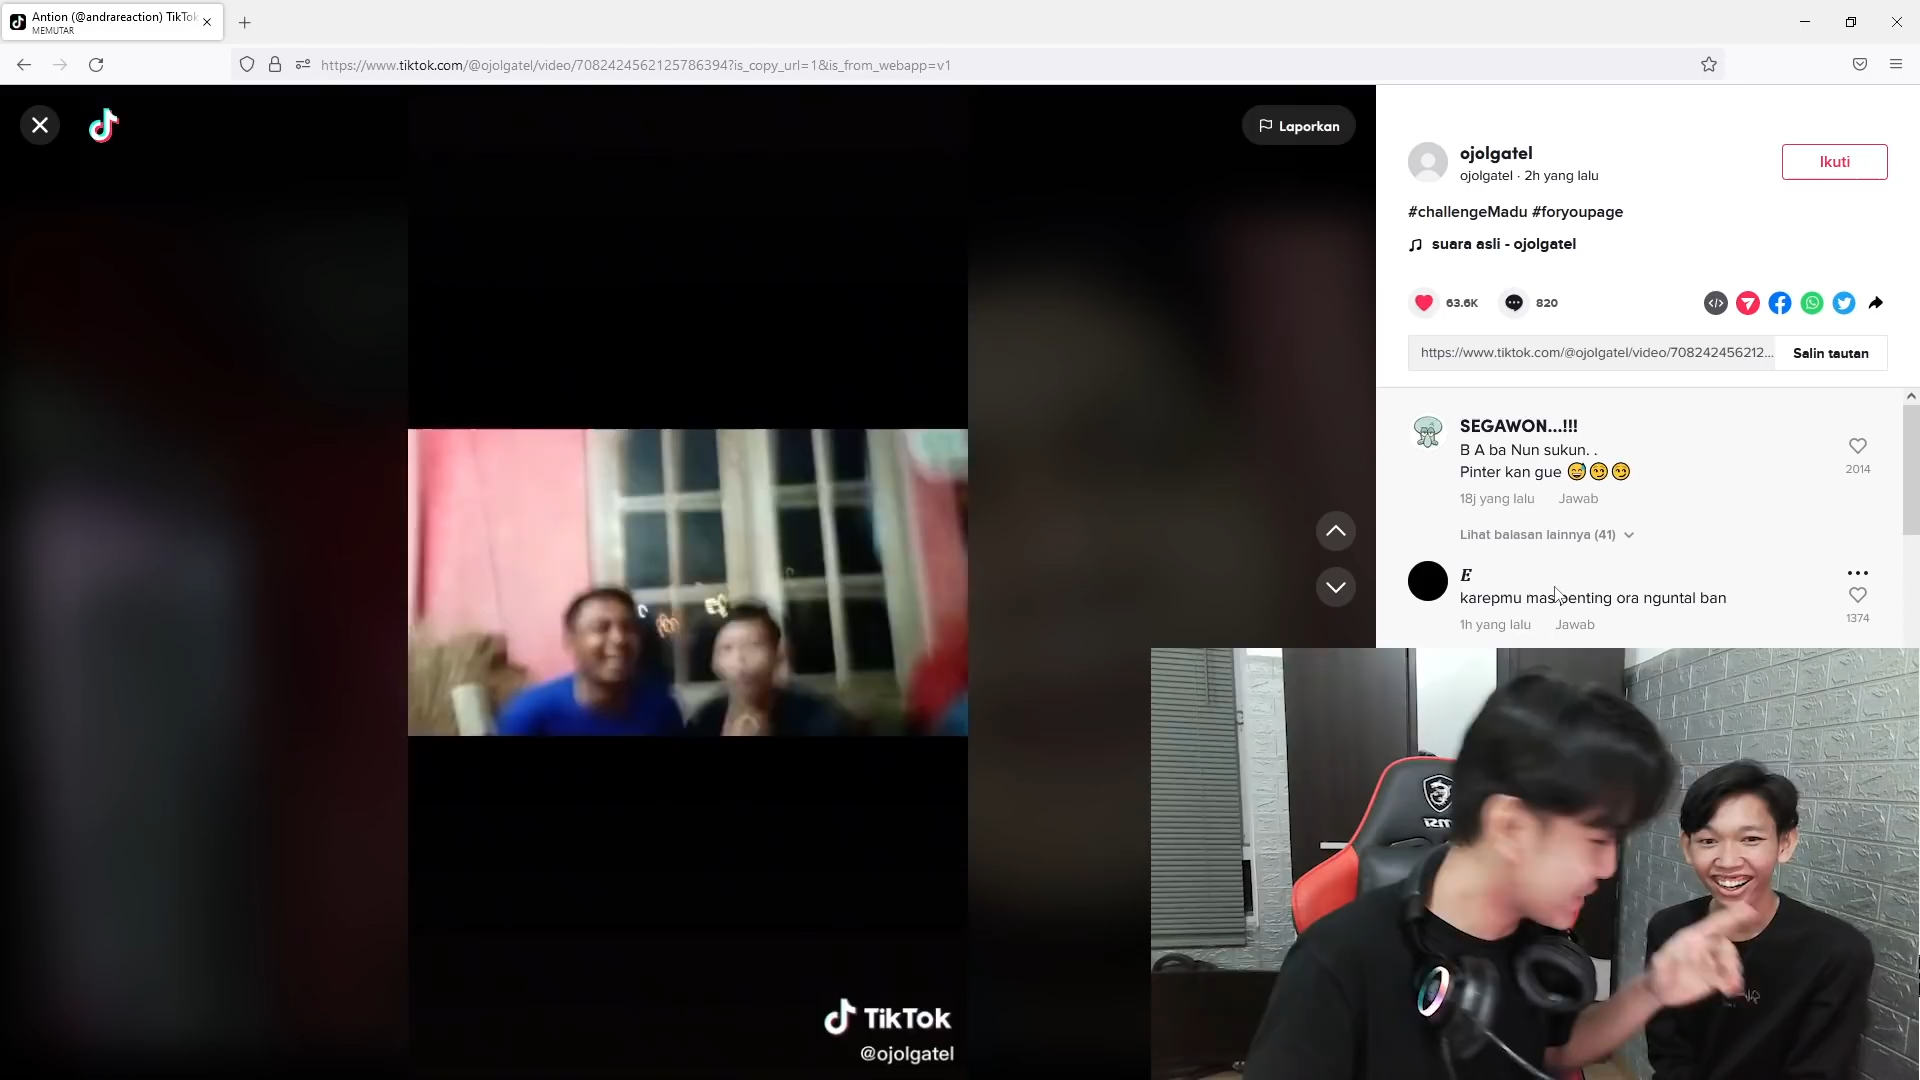 Antion (@andrareaction) TikTok
MEMUTAR
https://www.tiktok.com/@ojolgatel/video/7082424562125786394?is_copy_url=1&is_from_webapp=v1
Laporkan
ojolgatel
ojolgatel · 2h yang lalu
Ikuti
#challengeMadu #foryoupage
suara asli - ojolgatel
63.6K
820
https://www.tiktok.com/@ojolgatel/video/708242456212...
Salin tautan
SEGAWON...!!!
B A ba Nun sukun. .
Pinter kan gue 😅😏😏
2014
18j yang lalu Jawab
Lihat balasan lainnya (41)
E
karepmu mas penting ora nguntal ban
1374
1h yang lalu Jawab
TikTok
@ojolgatel